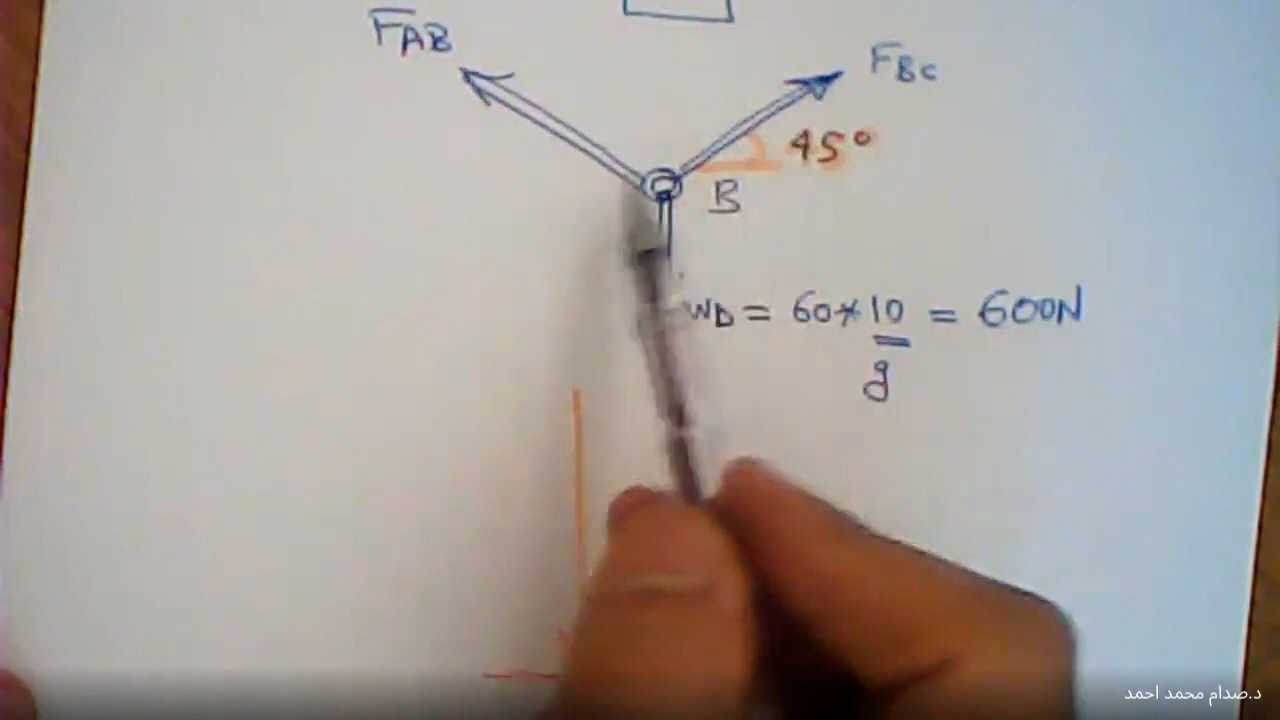 FAB
FBC
45°
B
WD = 60*10 = 600N
g
د.صدام محمد احمد